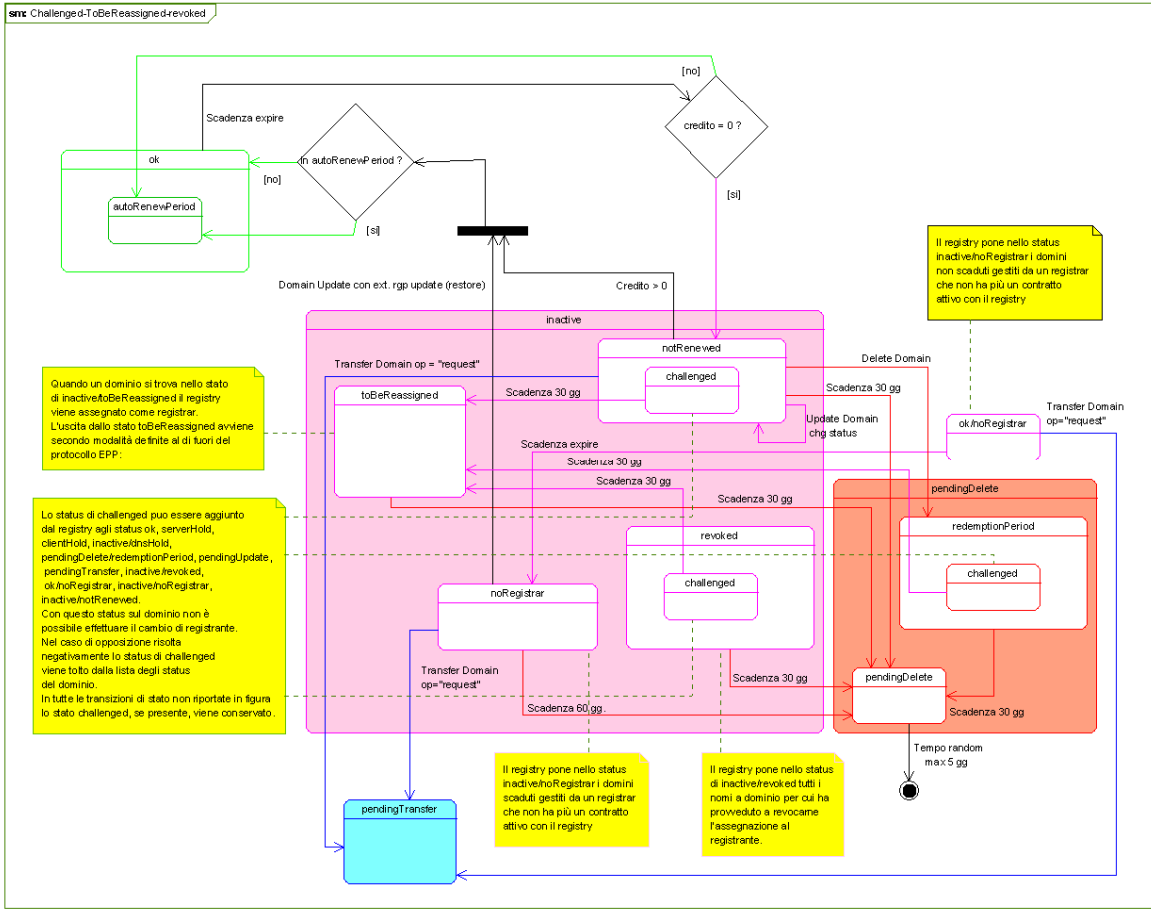 sm: Challenged-ToBeReassigned-revoked
[no]
credito = 0 ?
Scadenza expire
ok
In autoRenewPeriod ?
[no]
autoRenewPeriod
[si]
[si]
Il registry pone nello status
inactive/noRegistrar i domini
non scaduti gestiti da un registrar
che non ha più un contratto
attivo con il registry
Domain Update con ext. rgp update (restore)
Credito > 0
inactive
notRenewed
Transfer Domain op = "request"
Delete Domain
challenged
Scadenza 30 gg
Scadenza 30 gg
toBeReassigned
Quando un dominio si trova nello stato
di inactive/toBeReassigned il registry
viene assegnato come registrar.
L'uscita dallo stato toBeReassigned avviene
secondo modalità definite al di fuori del
protocollo EPP:
Update Domain
chg status
Transfer Domain
op="request"
ok/noRegistrar
Scadenza expire
Scadenza 30 gg
Scadenza 30 gg
Scadenza 30 gg
pendingDelete
Lo status di challenged puo essere aggiunto
dal registry agli status ok, serverHold,
clientHold, inactive/dnsHold,
pendingDelete/redemptionPeriod, pendingUpdate,
pendingTransfer, inactive/revoked,
ok/noRegistrar, inactive/noRegistrar,
inactive/notRenewed.
Con questo status sul dominio non è
possibile effettuare il cambio di registrante.
Nel caso di opposizione risolta
negativamente lo status di challenged
viene tolto dalla lista degli status
del dominio.
In tutte le transizioni di stato non riportate in figura
lo stato challenged, se presente, viene conservato.
revoked
challenged
redemptionPeriod
challenged
noRegistrar
Transfer Domain
op="request"
Scadenza 30 gg
pendingDelete
Scadenza 60 gg.
Scadenza 30 gg
Tempo random
max 5 gg
Il registry pone nello status
inactive/noRegistrar i domini
scaduti gestiti da un registrar
che non ha più un contratto
attivo con il registry
Il registry pone nello status
di inactive/revoked tutti i
nomi a dominio per cui ha
provveduto a revocarne
l'assegnazione al
registrante.
pendingTransfer